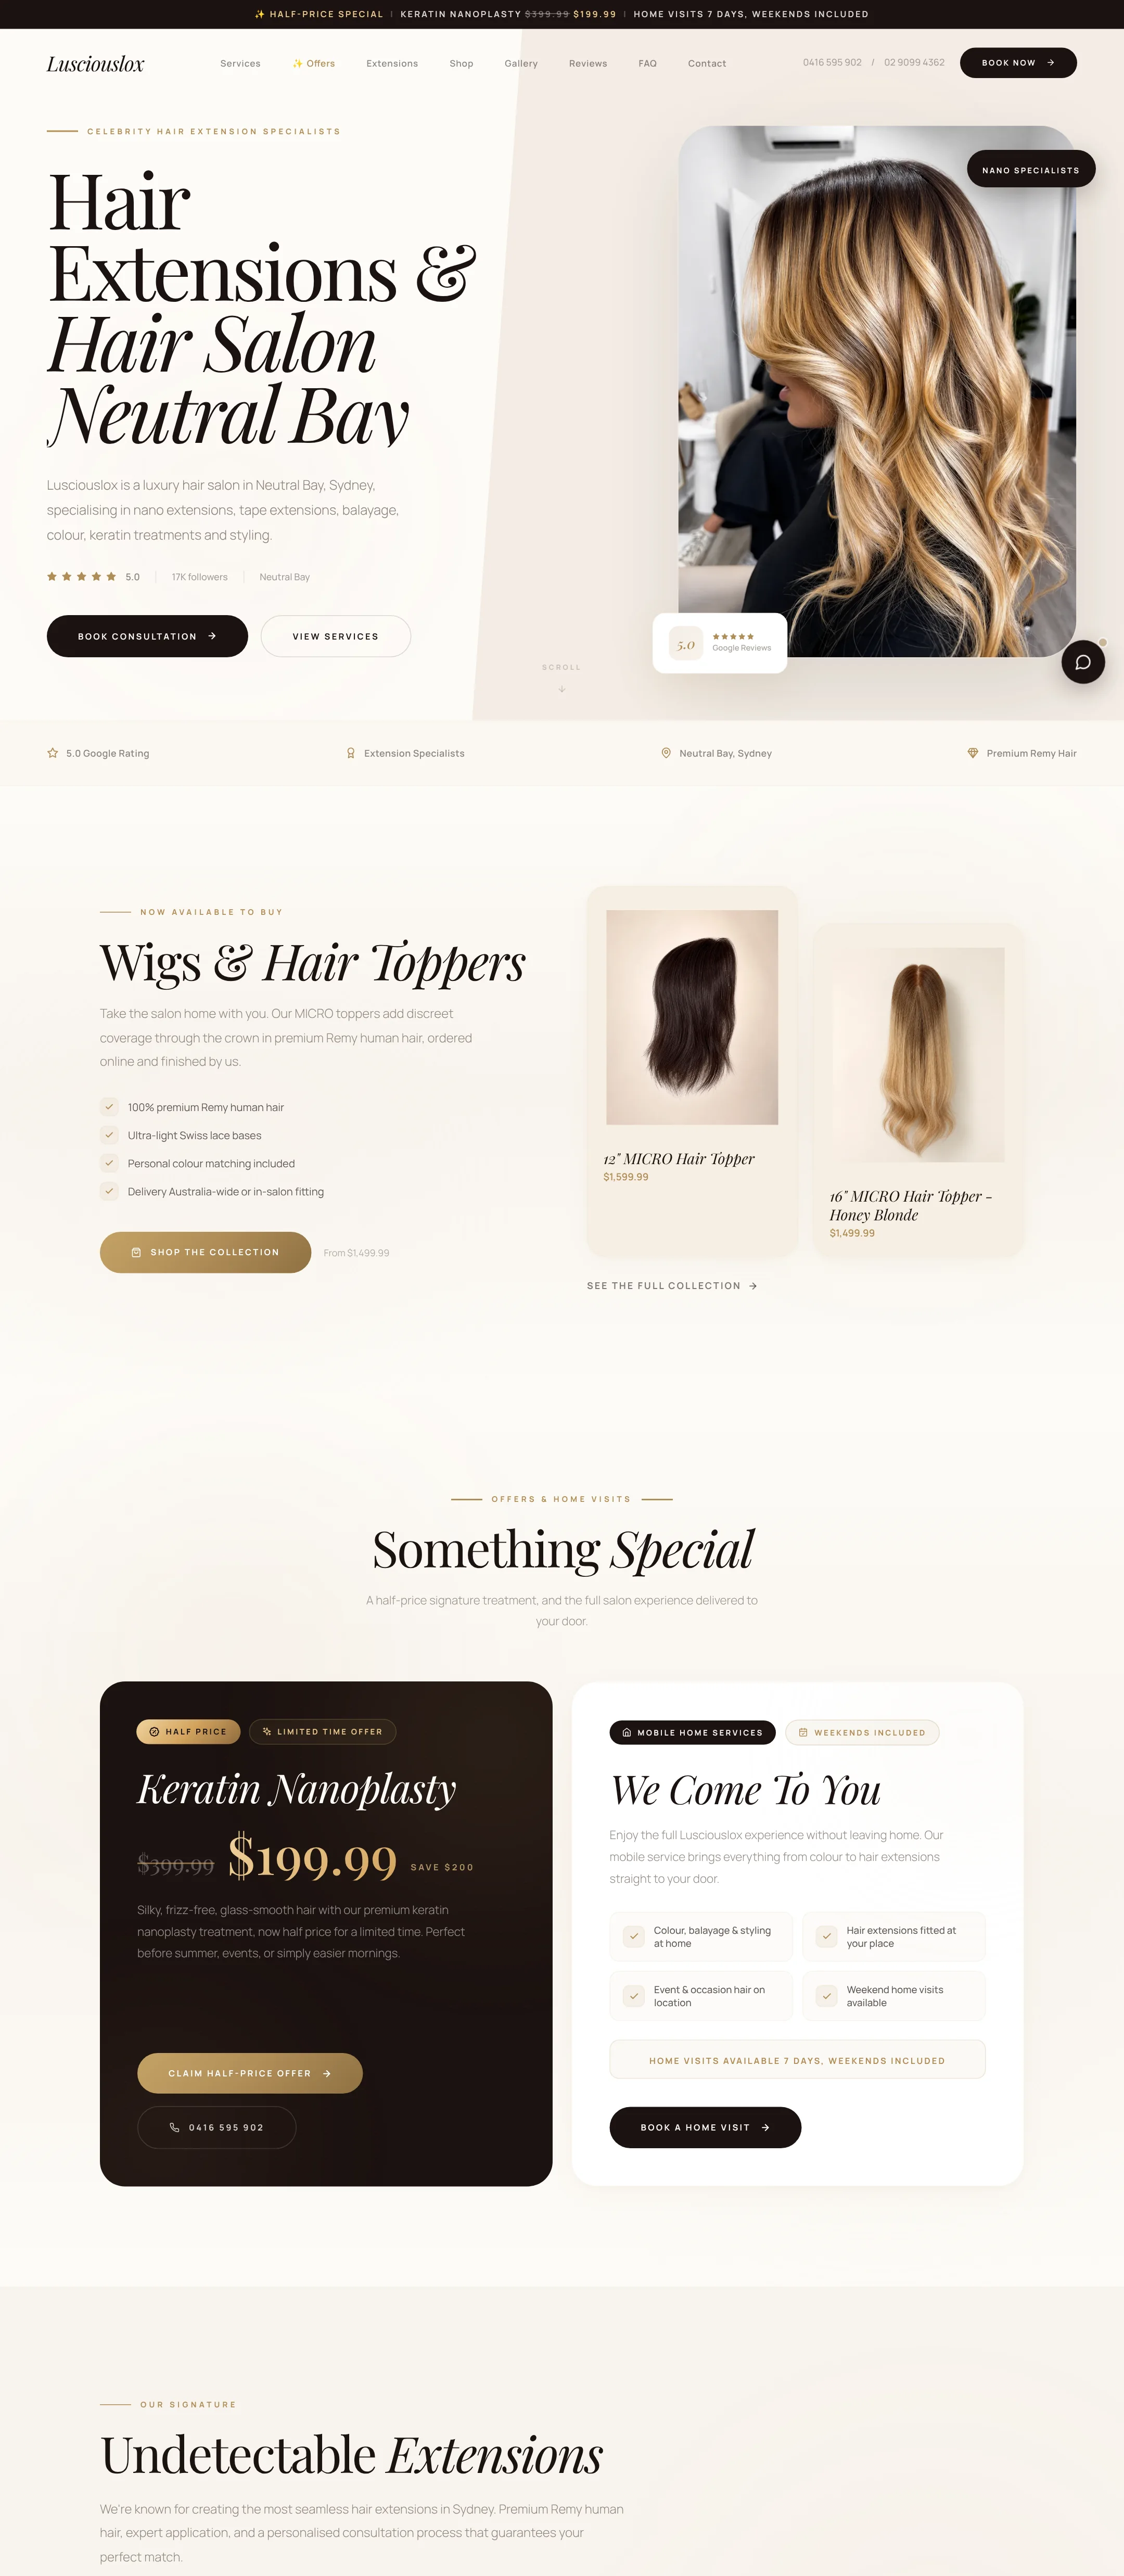 ✨ HALF-PRICE SPECIAL | KERATIN NANOPLASTY $399.99 $199.99 | HOME VISITS 7 DAYS, WEEKENDS INCLUDED
Lusciouslox
Services
✨ Offers
Extensions
Shop
Gallery
Reviews
FAQ
Contact
0416 595 902 / 02 9099 4362
BOOK NOW →
CELEBRITY HAIR EXTENSION SPECIALISTS
Hair
Extensions &
Hair Salon
Neutral Bay
Lusciouslox is a luxury hair salon in Neutral Bay, Sydney,
specialising in nano extensions, tape extensions, balayage,
colour, keratin treatments and styling.
5.0
17K followers
Neutral Bay
BOOK CONSULTATION →
VIEW SERVICES
NANO SPECIALISTS
5.0
Google Reviews
SCROLL
5.0 Google Rating
Extension Specialists
Neutral Bay, Sydney
Premium Remy Hair
NOW AVAILABLE TO BUY
Wigs & Hair Toppers
Take the salon home with you. Our MICRO toppers add discreet
coverage through the crown in premium Remy human hair, ordered
online and finished by us.
100% premium Remy human hair
Ultra-light Swiss lace bases
Personal colour matching included
Delivery Australia-wide or in-salon fitting
SHOP THE COLLECTION
From $1,499.99
12" MICRO Hair Topper
$1,599.99
16" MICRO Hair Topper -
Honey Blonde
$1,499.99
SEE THE FULL COLLECTION →
OFFERS & HOME VISITS
Something Special
A half-price signature treatment, and the full salon experience delivered to
your door.
HALF PRICE
LIMITED TIME OFFER
Keratin Nanoplasty
$399.99 $199.99 SAVE $200
Silky, frizz-free, glass-smooth hair with our premium keratin
nanoplasty treatment, now half price for a limited time. Perfect
before summer, events, or simply easier mornings.
CLAIM HALF-PRICE OFFER →
0416 595 902
MOBILE HOME SERVICES
WEEKENDS INCLUDED
We Come To You
Enjoy the full Lusciouslox experience without leaving home. Our
mobile service brings everything from colour to hair extensions
straight to your door.
Colour, balayage & styling
at home
Hair extensions fitted at
your place
Event & occasion hair on
location
Weekend home visits
available
HOME VISITS AVAILABLE 7 DAYS, WEEKENDS INCLUDED
BOOK A HOME VISIT →
OUR SIGNATURE
Undetectable Extensions
We're known for creating the most seamless hair extensions in Sydney. Premium Remy human
hair, expert application, and a personalised consultation process that guarantees your
perfect match.